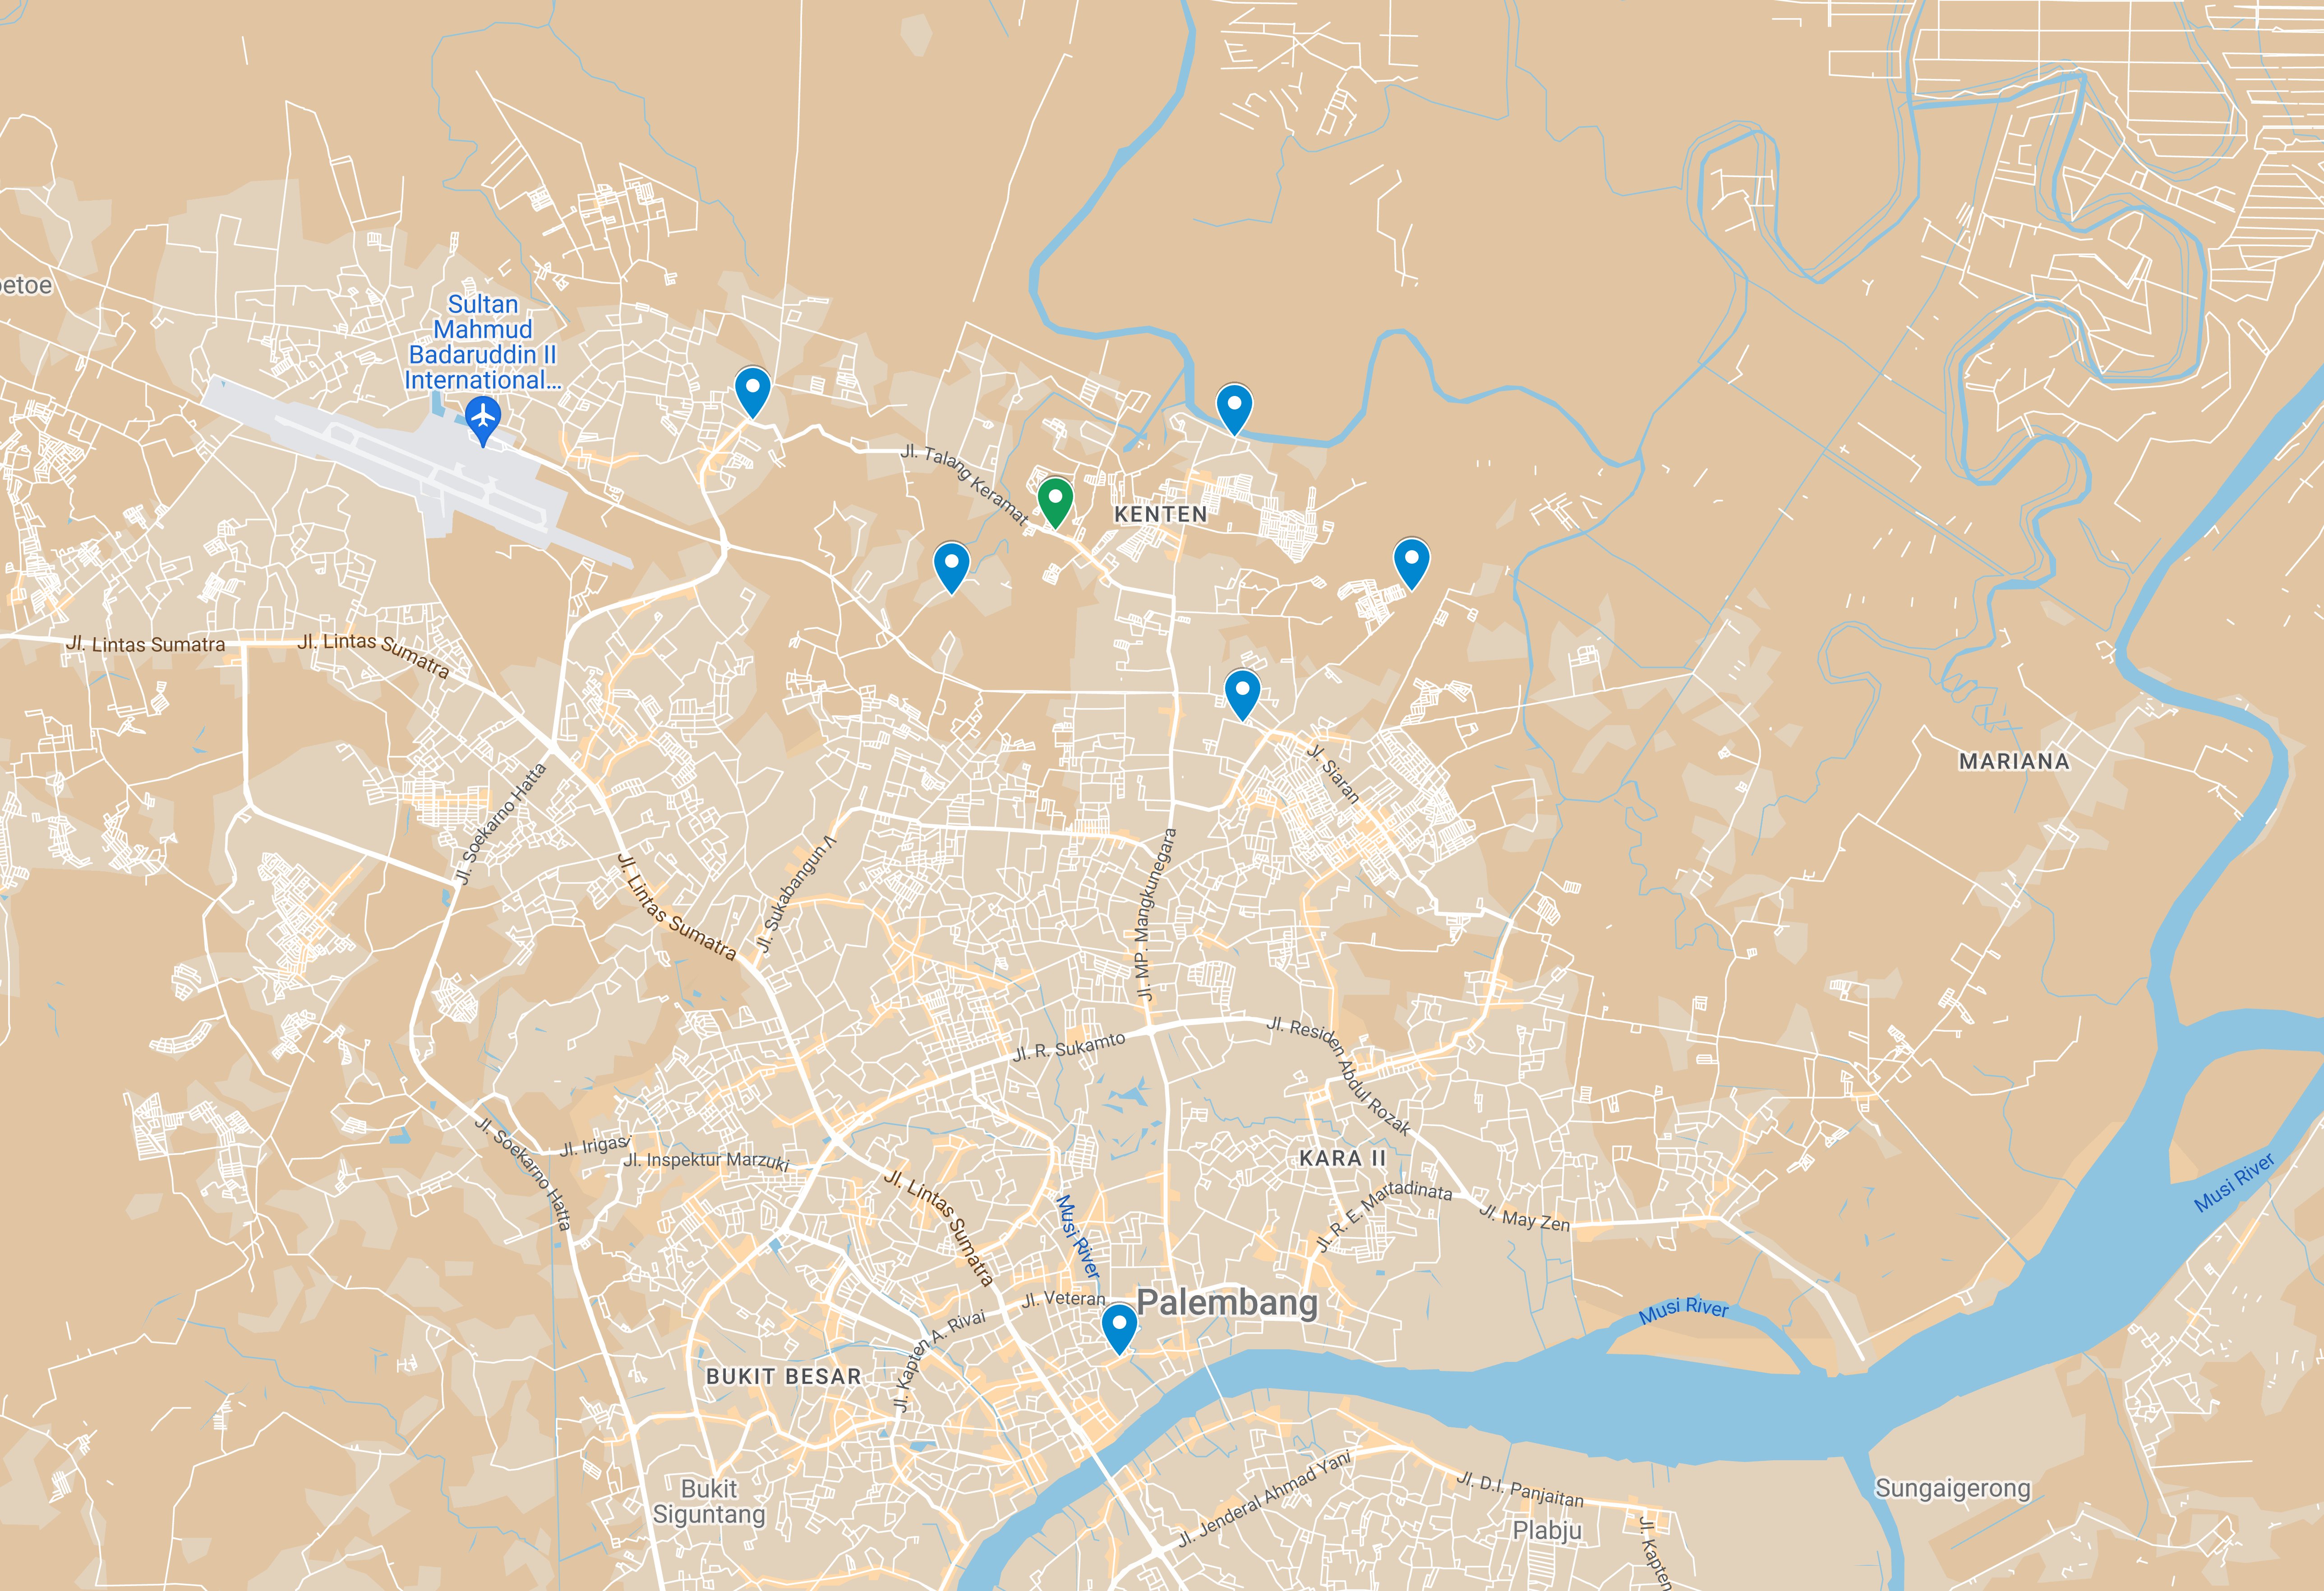 etoe
Sultan
Mahmud
Badaruddin II
International...
Jl. Talang Keramat
KENTEN
Jl. Lintas Sumatra
Jl. Lintas Sumatra
Jl. Siaran
MARIANA
Jl. Soekarno Hatta
Jl. Lintas Sumatra
Jl. Sukabangun
Jl. MP. Mangkunegara
Jl. R. Sukamto
Jl. Residen Abdul Rozak
Jl. Soekarno Hatta
Jl. Irigasi
Jl. Inspektur Marzuki
Jl. Lintas Sumatra
KARA II
Musi River
Jl. R. E. Martadinata
Jl. May Zen
Musi River
Jl. Veteran
Palembang
Musi River
Jl. Kapten A. Rivai
BUKIT BESAR
Bukit
Siguntang
Jl. Jenderal Ahmad Yani
Jl. D.I. Panjaitan
Plabju
Jl. Kapten
Sungaigerong